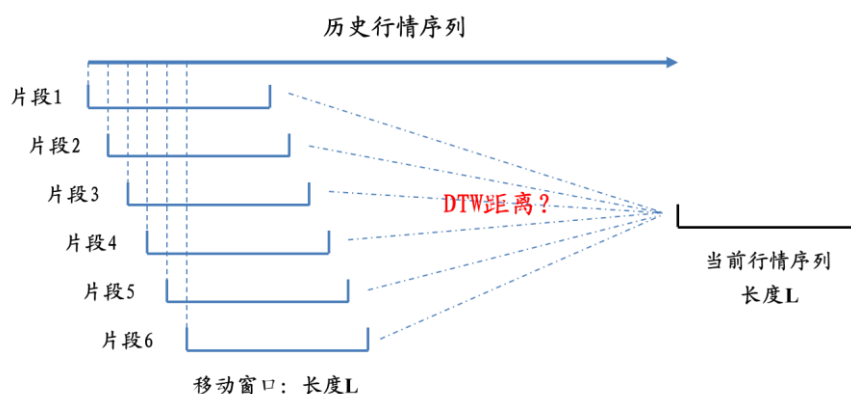 历史行情序列
片段1
片段2
片段3
DTW距离?
片段4
当前行情序列
长度L
片段5
片段6
移动窗口: 长度L